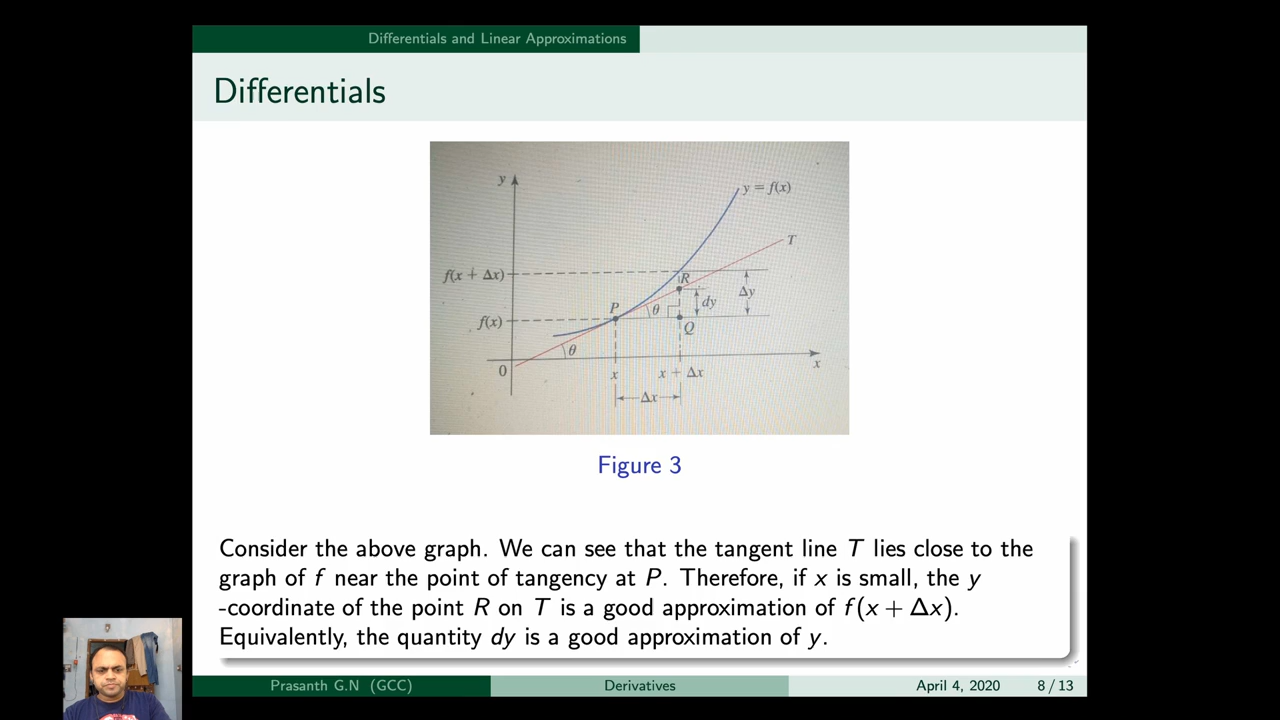 Differentials and Linear Approximations
Differentials
y
y = f(x)
T
f(x + Δx)
R
Δy
P
θ
dy
f(x)
Q
θ
0
x
x + Δx
x
Δx
Figure 3
Consider the above graph. We can see that the tangent line T lies close to the
graph of f near the point of tangency at P. Therefore, if x is small, the y
-coordinate of the point R on T is a good approximation of f(x + Δx).
Equivalently, the quantity dy is a good approximation of y.
Prasanth G.N (GCC)
Derivatives
April 4, 2020
8 / 13